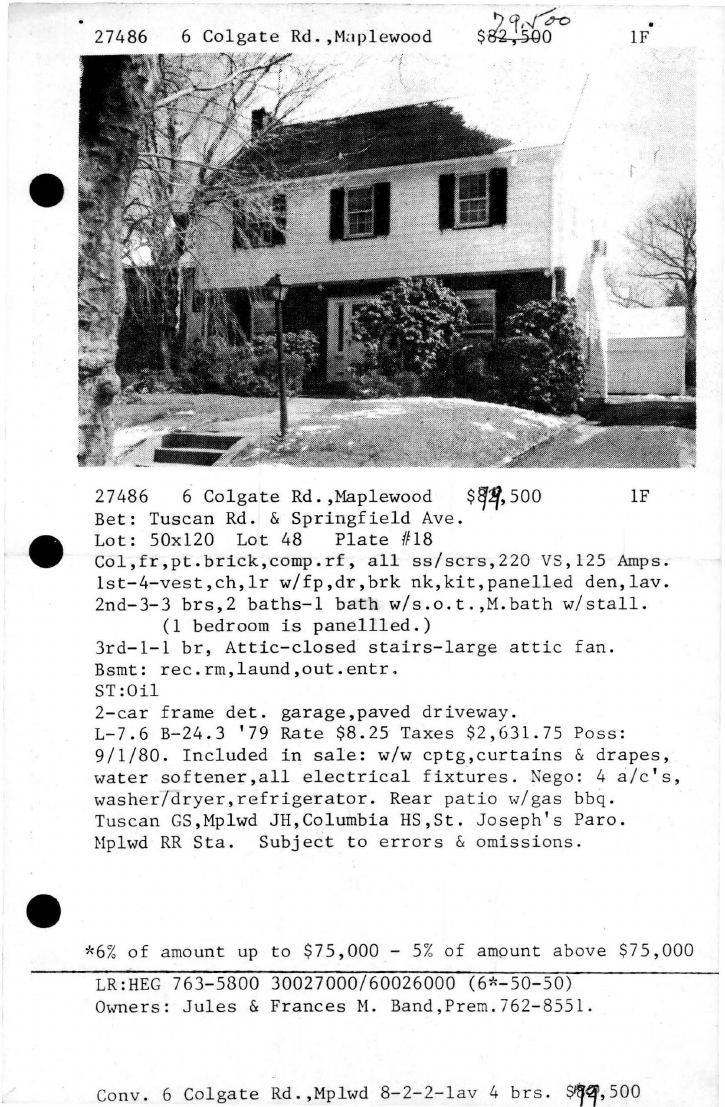 79,500
27486 6 Colgate Rd.,Maplewood $82,500 1F
27486 6 Colgate Rd.,Maplewood $79,500 1F
Bet: Tuscan Rd. & Springfield Ave.
Lot: 50x120 Lot 48 Plate #18
Col,fr,pt.brick,comp.rf, all ss/scrs,220 VS,125 Amps.
1st-4-vest,ch,lr w/fp,dr,brk nk,kit,panelled den,lav.
2nd-3-3 brs,2 baths-1 bath w/s.o.t.,M.bath w/stall.
(1 bedroom is panellled.)
3rd-1-1 br, Attic-closed stairs-large attic fan.
Bsmt: rec.rm,laund,out.entr.
ST:Oil
2-car frame det. garage,paved driveway.
L-7.6 B-24.3 '79 Rate $8.25 Taxes $2,631.75 Poss:
9/1/80. Included in sale: w/w cptg,curtains & drapes,
water softener,all electrical fixtures. Nego: 4 a/c's,
washer/dryer,refrigerator. Rear patio w/gas bbq.
Tuscan GS,Mplwd JH,Columbia HS,St. Joseph's Paro.
Mplwd RR Sta. Subject to errors & omissions.
*6% of amount up to $75,000 - 5% of amount above $75,000
LR:HEG 763-5800 30027000/60026000 (6*-50-50)
Owners: Jules & Frances M. Band,Prem.762-8551.
Conv. 6 Colgate Rd.,Mplwd 8-2-2-lav 4 brs. $79,500